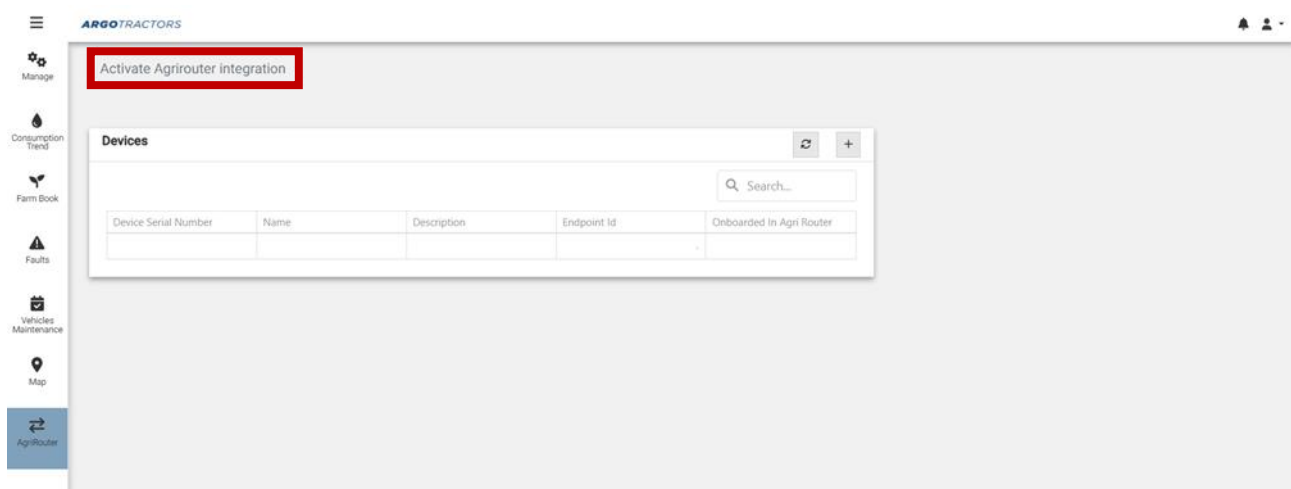 ARGOTRACTORS
Manage
Activate Agrirouter integration
Consumption
Trend
Devices
+
Search...
Farm Book
Device Serial Number Name Description Endpoint Id Onboarded In Agri Router
Faults
Vehicles
Maintenance
Map
AgriRouter